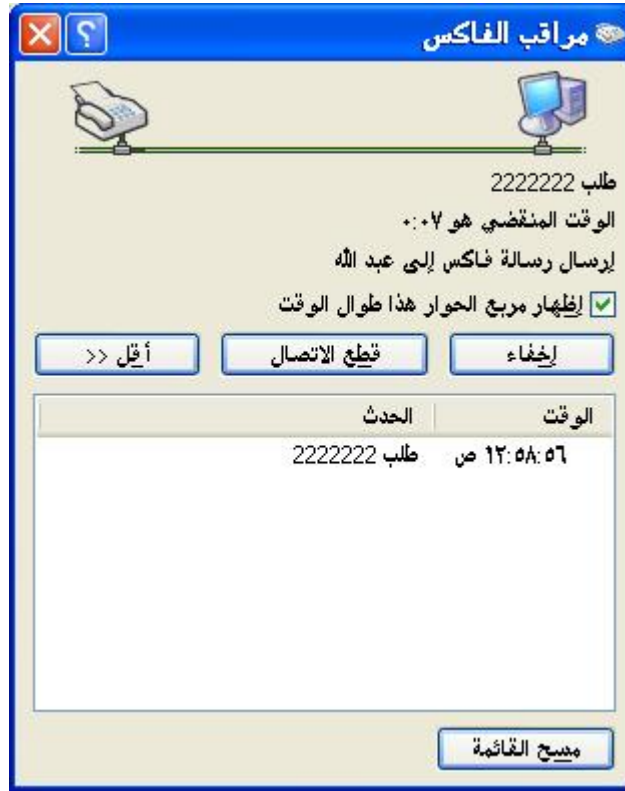 مراقب الفاكس
طلب 2222222
الوقت المنقضي هو ٠:٠٧
إرسال رسالة فاكس إلى عبد الله
إظهار مربع الحوار هذا طوال الوقت
إخفاء قطع الاتصال أقل <<
الوقت الحدث
١٢:٥٨:٥٦ ص طلب 2222222
مسح القائمة